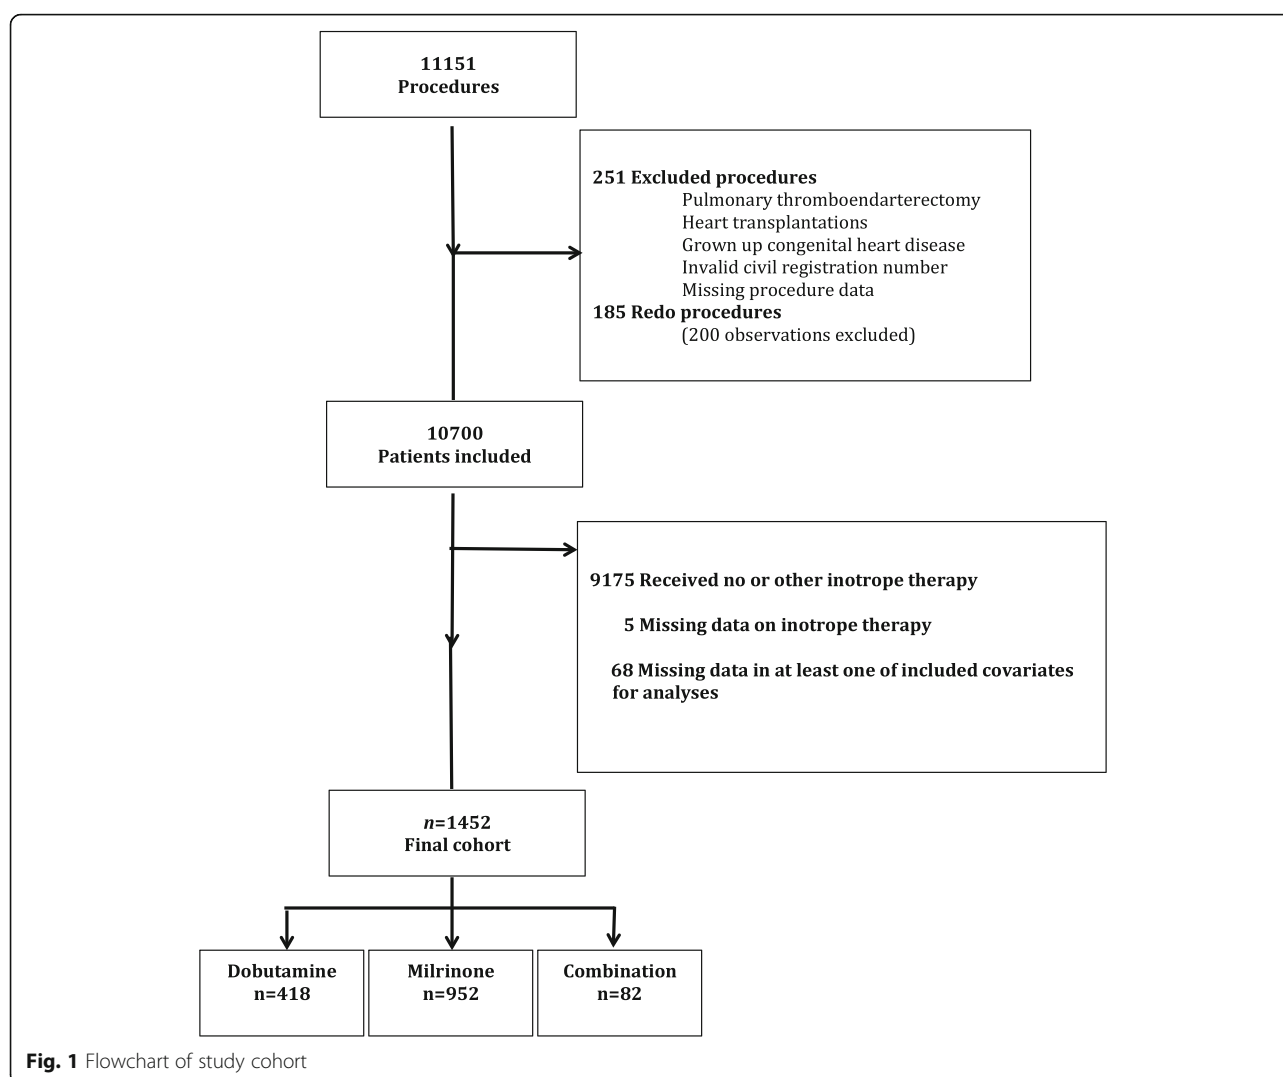 11151
Procedures
251 Excluded procedures
Pulmonary thromboendarterectomy
Heart transplantations
Grown up congenital heart disease
Invalid civil registration number
Missing procedure data
185 Redo procedures
(200 observations excluded)
10700
Patients included
9175 Received no or other inotrope therapy
5 Missing data on inotrope therapy
68 Missing data in at least one of included covariates
for analyses
n=1452
Final cohort
Dobutamine
n=418
Milrinone
n=952
Combination
n=82
Fig. 1 Flowchart of study cohort